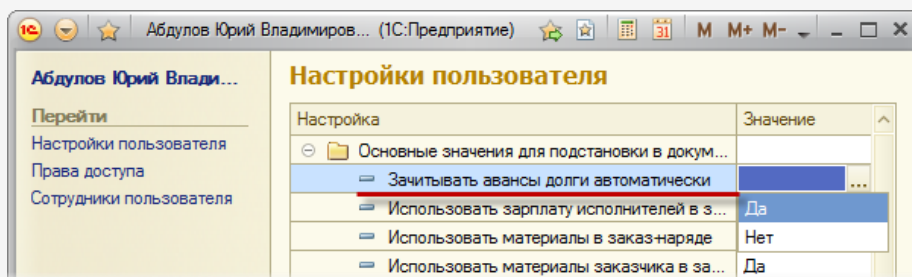 Абдулов Юрий Владимиров... (1С:Предприятие) 31 M M+ M-
Абдулов Юрий Влади...
Перейти
Настройки пользователя
Права доступа
Сотрудники пользователя
Настройки пользователя
Настройка Значение
Основные значения для подстановки в докум...
Зачитывать авансы долги автоматически ...
Использовать зарплату исполнителей в з... Да
Использовать материалы в заказ-наряде Нет
Использовать материалы заказчика в за... Да